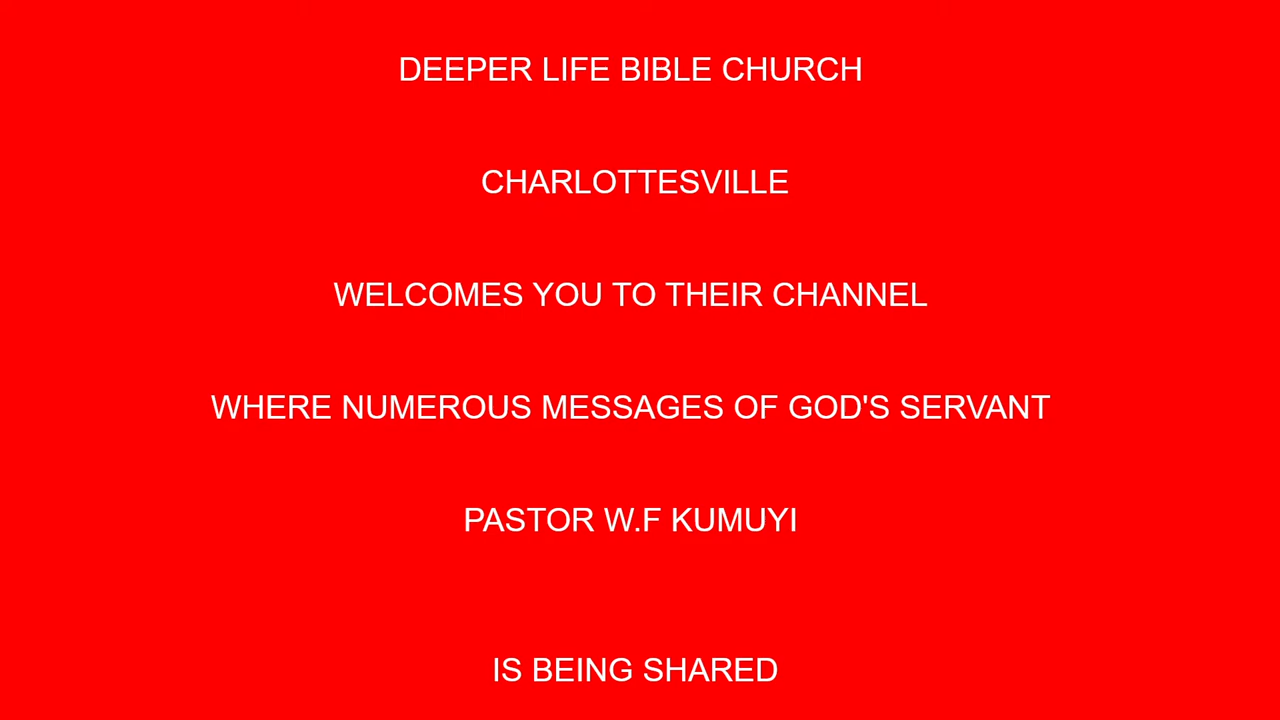 DEEPER LIFE BIBLE CHURCH
CHARLOTTESVILLE
WELCOMES YOU TO THEIR CHANNEL
WHERE NUMEROUS MESSAGES OF GOD'S SERVANT
PASTOR W.F KUMUYI
IS BEING SHARED